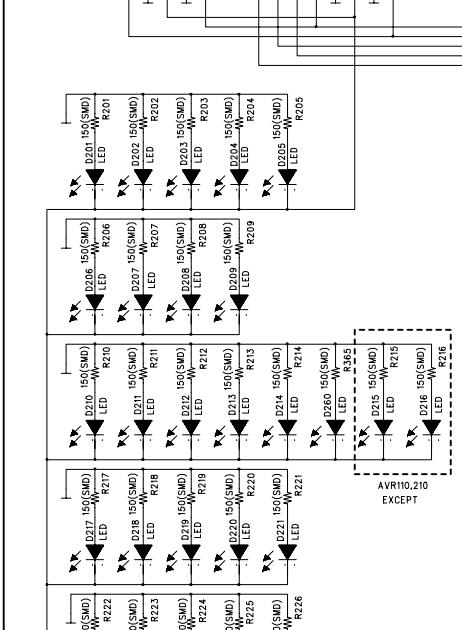 D201 LED 150(SMD) R201
D202 LED 150(SMD) R202
D203 LED 150(SMD) R203
D204 LED 150(SMD) R204
D205 LED 150(SMD) R205
D206 LED 150(SMD) R206
D207 LED 150(SMD) R207
D208 LED 150(SMD) R208
D209 LED 150(SMD) R209
D210 LED 150(SMD) R210
D211 LED 150(SMD) R211
D212 LED 150(SMD) R212
D213 LED 150(SMD) R213
D214 LED 150(SMD) R214
D260 LED 150(SMD) R365
D215 LED 150(SMD) R215
D216 LED 150(SMD) R216
AVR110,210
EXCEPT
D217 LED 150(SMD) R217
D218 LED 150(SMD) R218
D219 LED 150(SMD) R219
D220 LED 150(SMD) R220
D221 LED 150(SMD) R221
R222
R223
R224
R225
R226